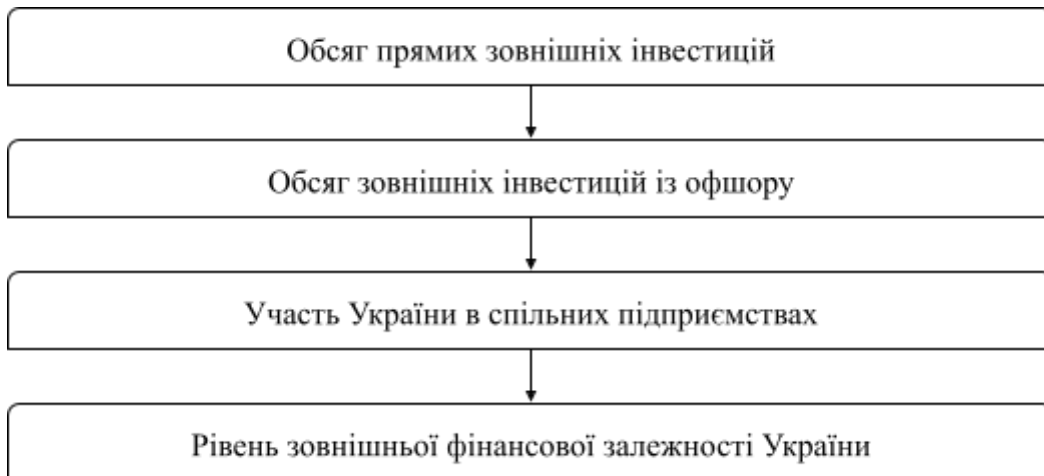 Обсяг прямих зовнішніх інвестицій
Обсяг зовнішніх інвестицій із офшору
Участь України в спільних підприємствах
Рівень зовнішньої фінансової залежності України